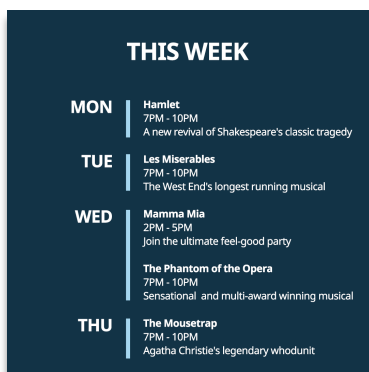 THIS WEEK
MON
Hamlet
7PM - 10PM
A new revival of Shakespeare's classic tragedy
TUE
Les Miserables
7PM - 10PM
The West End's longest running musical
WED
Mamma Mia
2PM - 5PM
Join the ultimate feel-good party
The Phantom of the Opera
7PM - 10PM
Sensational and multi-award winning musical
THU
The Mousetrap
7PM - 10PM
Agatha Christie's legendary whodunit